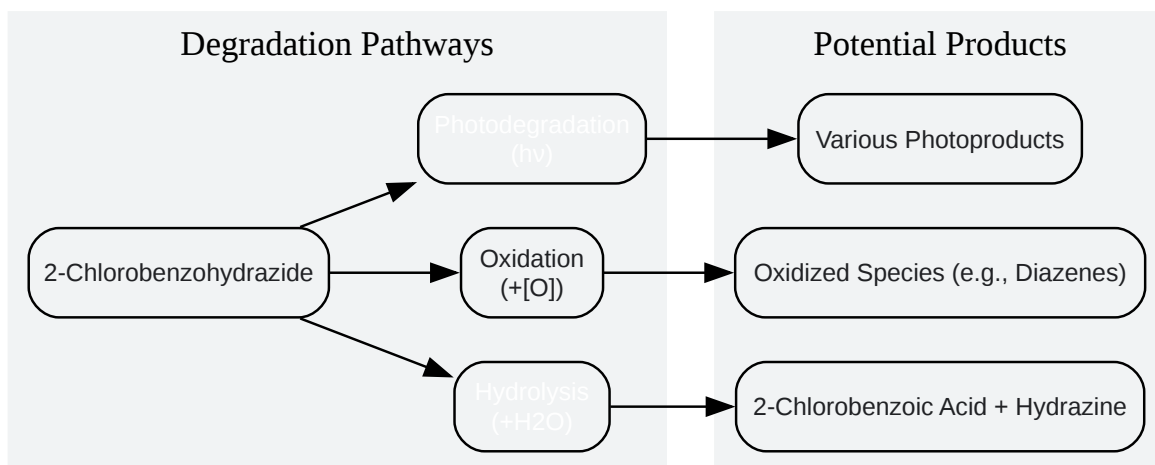 Degradation Pathways
Potential Products
Photodegradation
(hν)
Various Photoproducts
2-Chlorobenzohydrazide
Oxidation
(+[O])
Oxidized Species (e.g., Diazenes)
Hydrolysis
(+H2O)
2-Chlorobenzoic Acid + Hydrazine